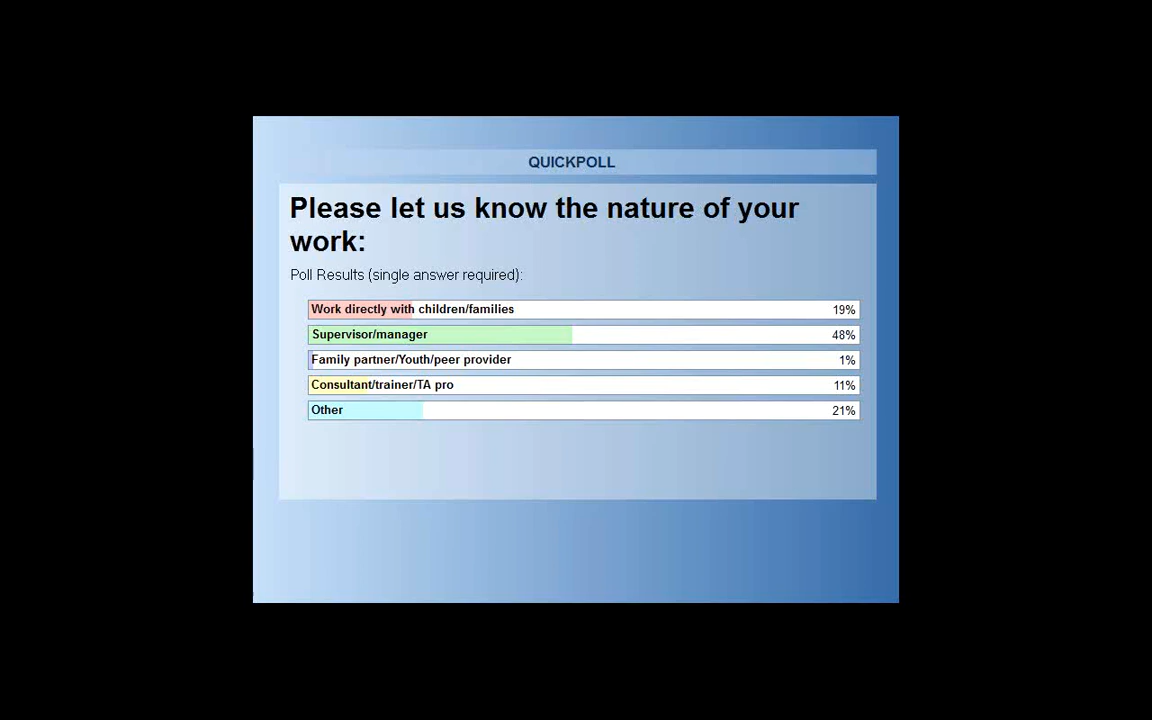 QUICKPOLL
Please let us know the nature of your
work:
Poll Results (single answer required):
Work directly with children/families 19%
Supervisor/manager 48%
Family partner/Youth/peer provider 1%
Consultant/trainer/TA pro 11%
Other 21%